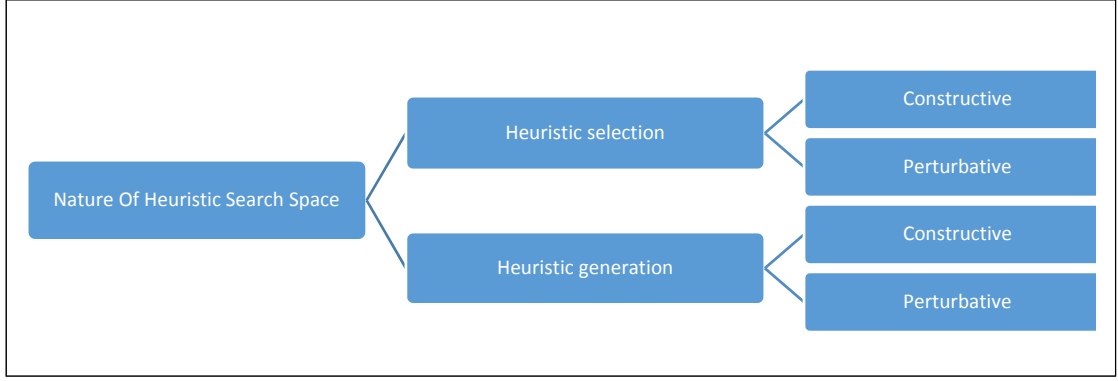 Nature Of Heuristic Search Space
Heuristic selection
Constructive
Perturbative
Heuristic generation
Constructive
Perturbative